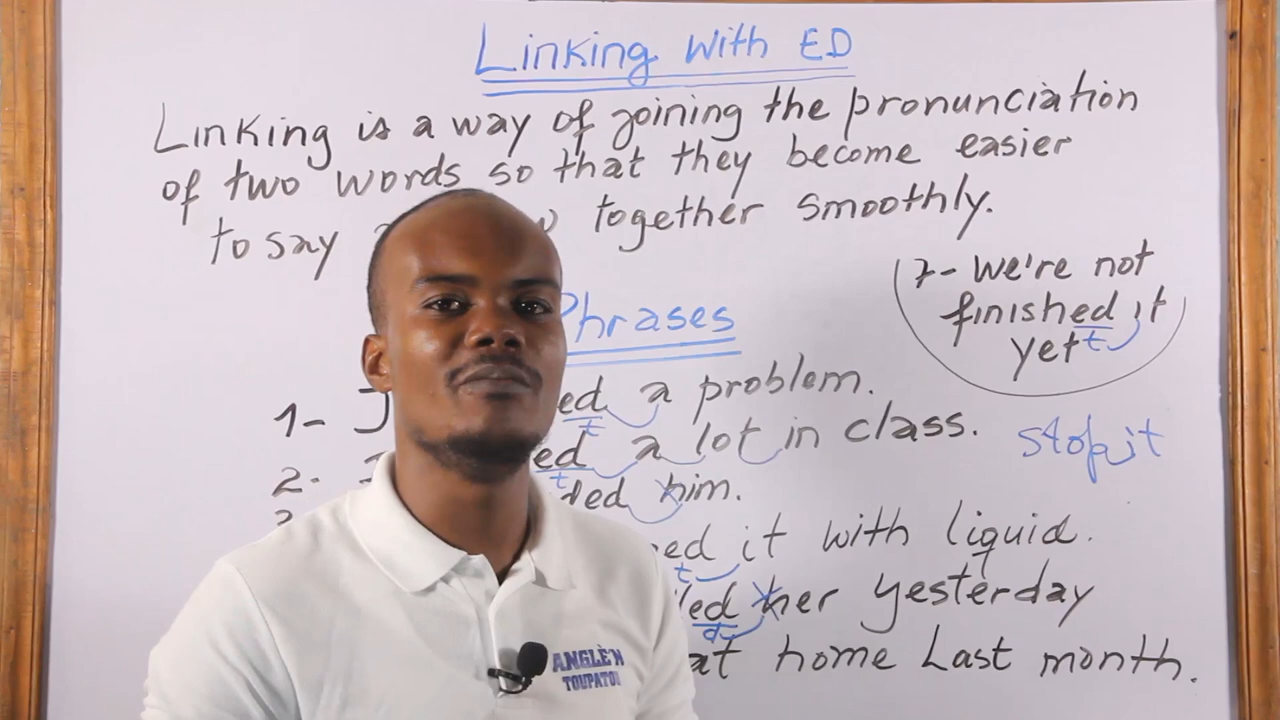 Linking with ED
Linking is a way of joining the pronunciation
of two words so that they become easier
to say together smoothly.
Phrases
7- We're not
finished it
yet t
1- ed a problem.
t
2- ed a lot in class.
t
ded him.
stop it
ed it with liquid.
t
led her yesterday
d
at home Last month.
ANGLÈ'N
TOUPATOU